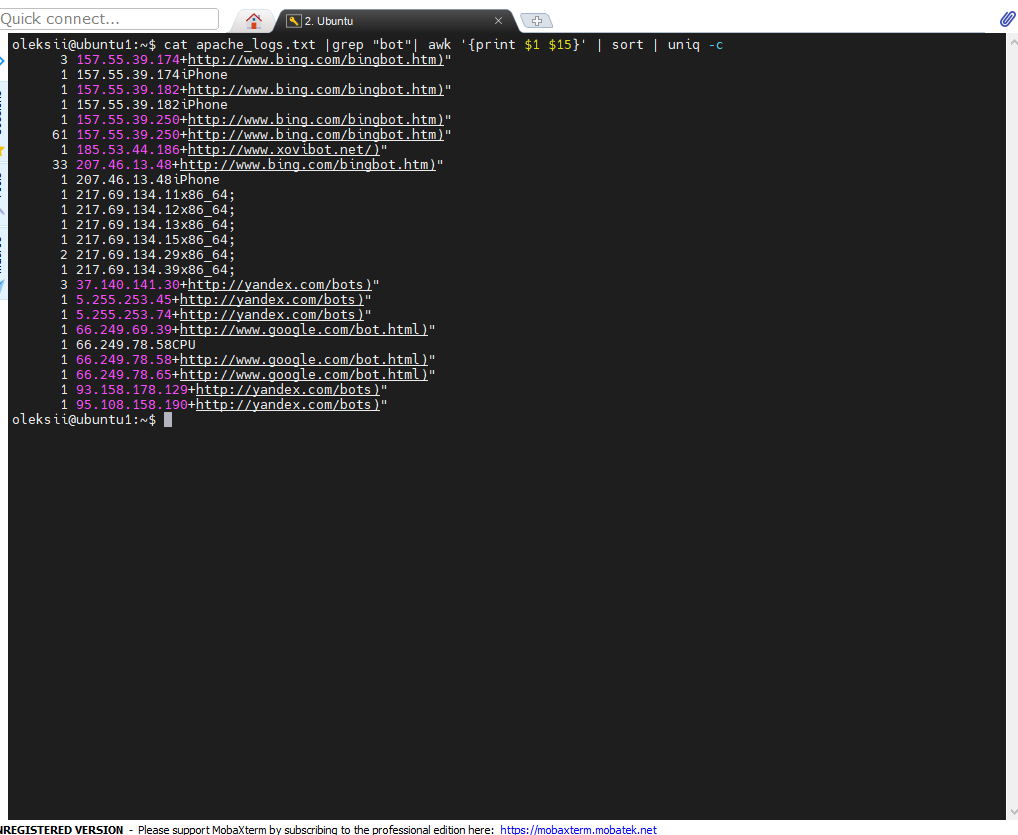 Quick connect...
2. Ubuntu
oleksii@ubuntu1:~$ cat apache_logs.txt |grep "bot"| awk '{print $1 $15}' | sort | uniq -c
3 157.55.39.174+http://www.bing.com/bingbot.htm)"
1 157.55.39.174iPhone
1 157.55.39.182+http://www.bing.com/bingbot.htm)"
1 157.55.39.182iPhone
1 157.55.39.250+http://www.bing.com/bingbot.htm)"
61 157.55.39.250+http://www.bing.com/bingbot.htm)"
1 185.53.44.186+http://www.xovibot.net/)"
33 207.46.13.48+http://www.bing.com/bingbot.htm)"
1 207.46.13.48iPhone
1 217.69.134.11x86_64;
1 217.69.134.12x86_64;
1 217.69.134.13x86_64;
1 217.69.134.15x86_64;
2 217.69.134.29x86_64;
1 217.69.134.39x86_64;
3 37.140.141.30+http://yandex.com/bots)"
1 5.255.253.45+http://yandex.com/bots)"
1 5.255.253.74+http://yandex.com/bots)"
1 66.249.69.39+http://www.google.com/bot.html)"
1 66.249.78.58CPU
1 66.249.78.58+http://www.google.com/bot.html)"
1 66.249.78.65+http://www.google.com/bot.html)"
1 93.158.178.129+http://yandex.com/bots)"
1 95.108.158.190+http://yandex.com/bots)"
oleksii@ubuntu1:~$
NREGISTERED VERSION - Please support MobaXterm by subscribing to the professional edition here: https://mobaxterm.mobatek.net